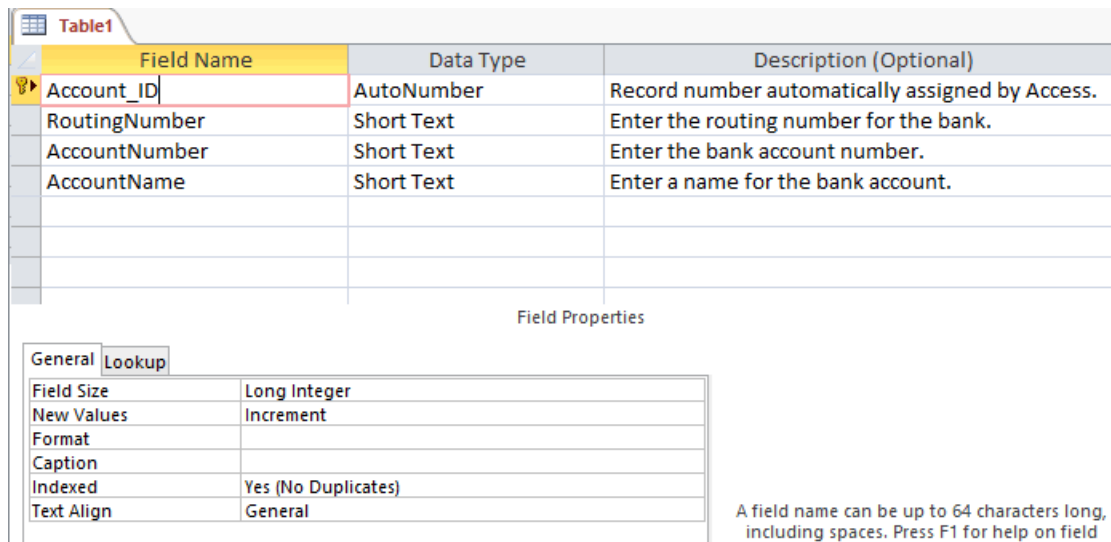 Table1
Field Name Data Type Description (Optional)
Account_ID AutoNumber Record number automatically assigned by Access.
RoutingNumber Short Text Enter the routing number for the bank.
AccountNumber Short Text Enter the bank account number.
AccountName Short Text Enter a name for the bank account.
Field Properties
General Lookup
Field Size Long Integer
New Values Increment
Format
Caption
Indexed Yes (No Duplicates)
Text Align General
A field name can be up to 64 characters long,
including spaces. Press F1 for help on field